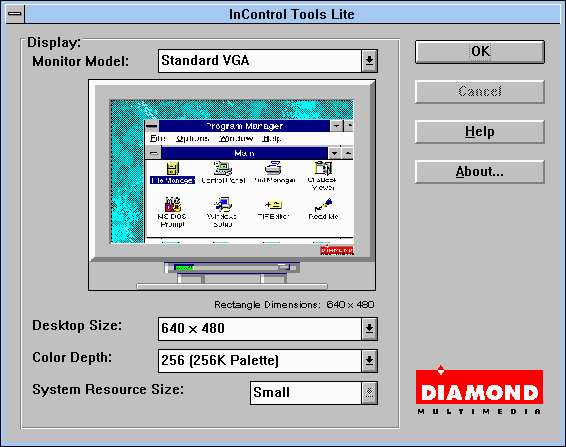 InControl Tools Lite
Display:
Monitor Model: Standard VGA
OK
Cancel
Help
About...
Program Manager
File Options Window Help
Main
File Manager Control Panel Print Manager ClipBook Viewer
MS-DOS Prompt Windows Setup PIF Editor Read Me
DIAMOND
Rectangle Dimensions: 640 x 480
Desktop Size: 640 × 480
Color Depth: 256 (256K Palette)
System Resource Size: Small
DIAMOND
MULTIMEDIA